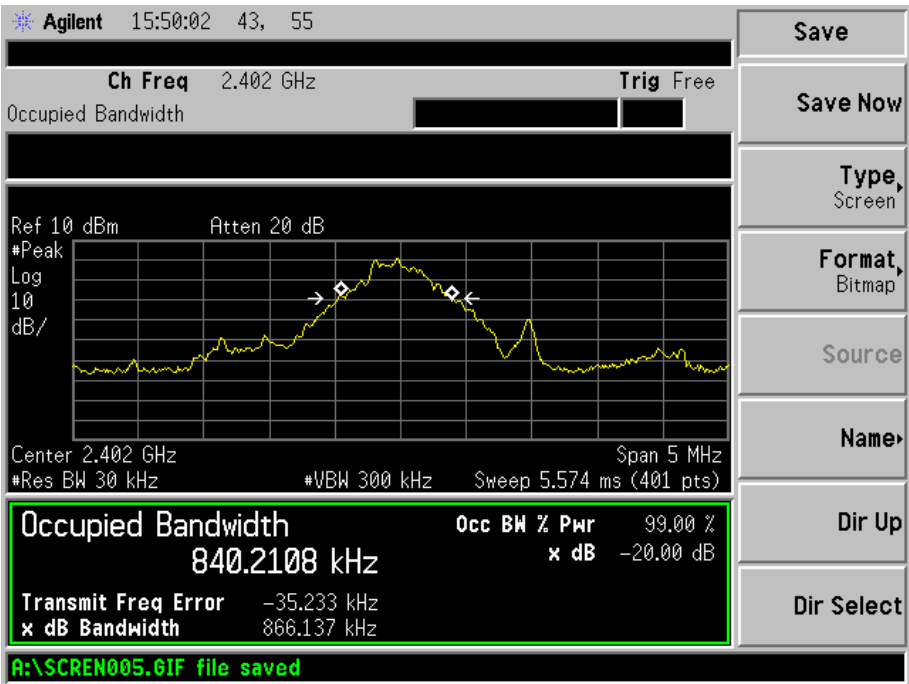 Agilent 15:50:02 43, 55
Save
Ch Freq 2.402 GHz
Trig Free
Occupied Bandwidth
Save Now
Type
Screen
Ref 10 dBm Atten 20 dB
#Peak
Log
10
dB/
Format
Bitmap
Source
Center 2.402 GHz
Span 5 MHz
#Res BW 30 kHz #VBW 300 kHz Sweep 5.574 ms (401 pts)
Name
Occupied Bandwidth
840.2108 kHz
Occ BW % Pwr 99.00 %
x dB -20.00 dB
Dir Up
Transmit Freq Error -35.233 kHz
x dB Bandwidth 866.137 kHz
Dir Select
A:\SCREN005.GIF file saved